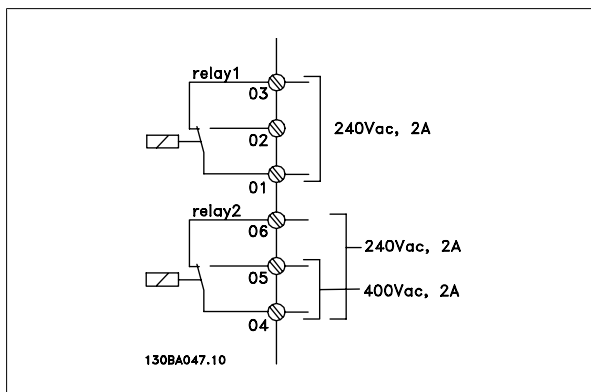 relay1
03
02
240Vac, 2A
01
relay2
06
240Vac, 2A
05
400Vac, 2A
04
130BA047.10